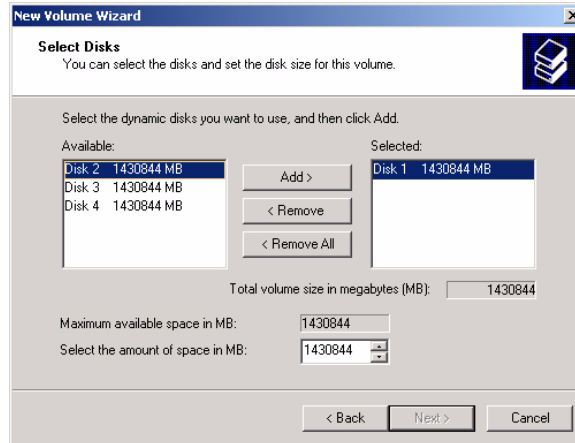 New Volume Wizard
Select Disks
You can select the disks and set the disk size for this volume.
Select the dynamic disks you want to use, and then click Add.
Available:
Selected:
Disk 2 1430844 MB
Disk 3 1430844 MB
Disk 4 1430844 MB
Add >
< Remove
< Remove All
Disk 1 1430844 MB
Total volume size in megabytes (MB): 1430844
Maximum available space in MB: 1430844
Select the amount of space in MB: 1430844
< Back
Next >
Cancel